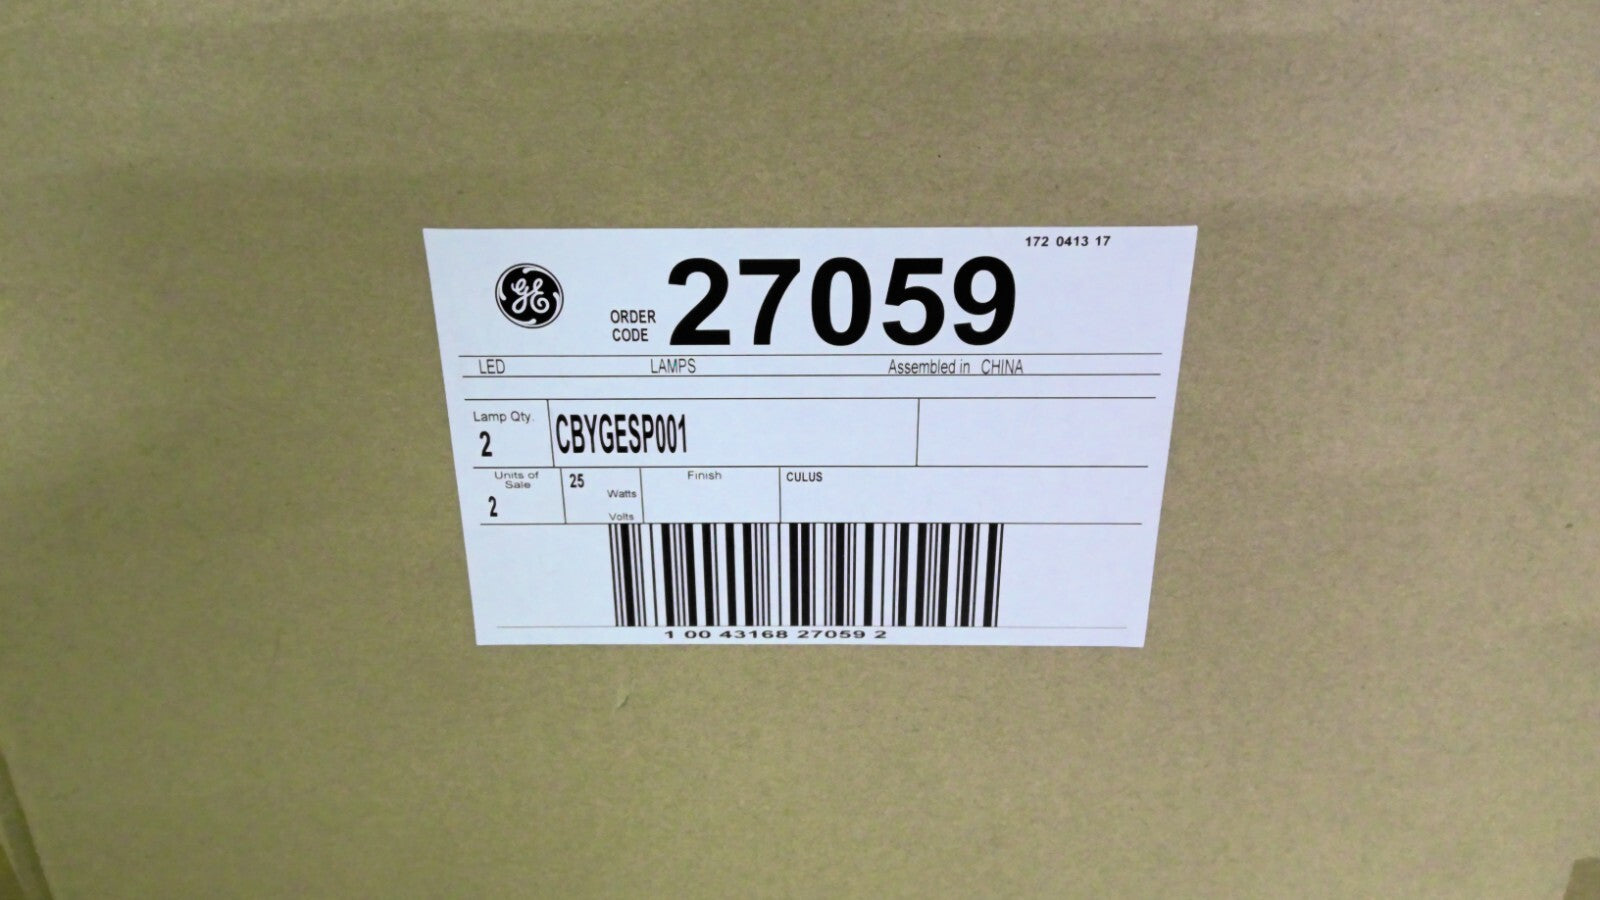 172 0413 17
GE
ORDER CODE 27059
LED LAMPS Assembled in CHINA
Lamp Qty. 2 CBYGESP001
Units of Sale 2 25 Watts Volts Finish CULUS
1 00 43168 27059 2